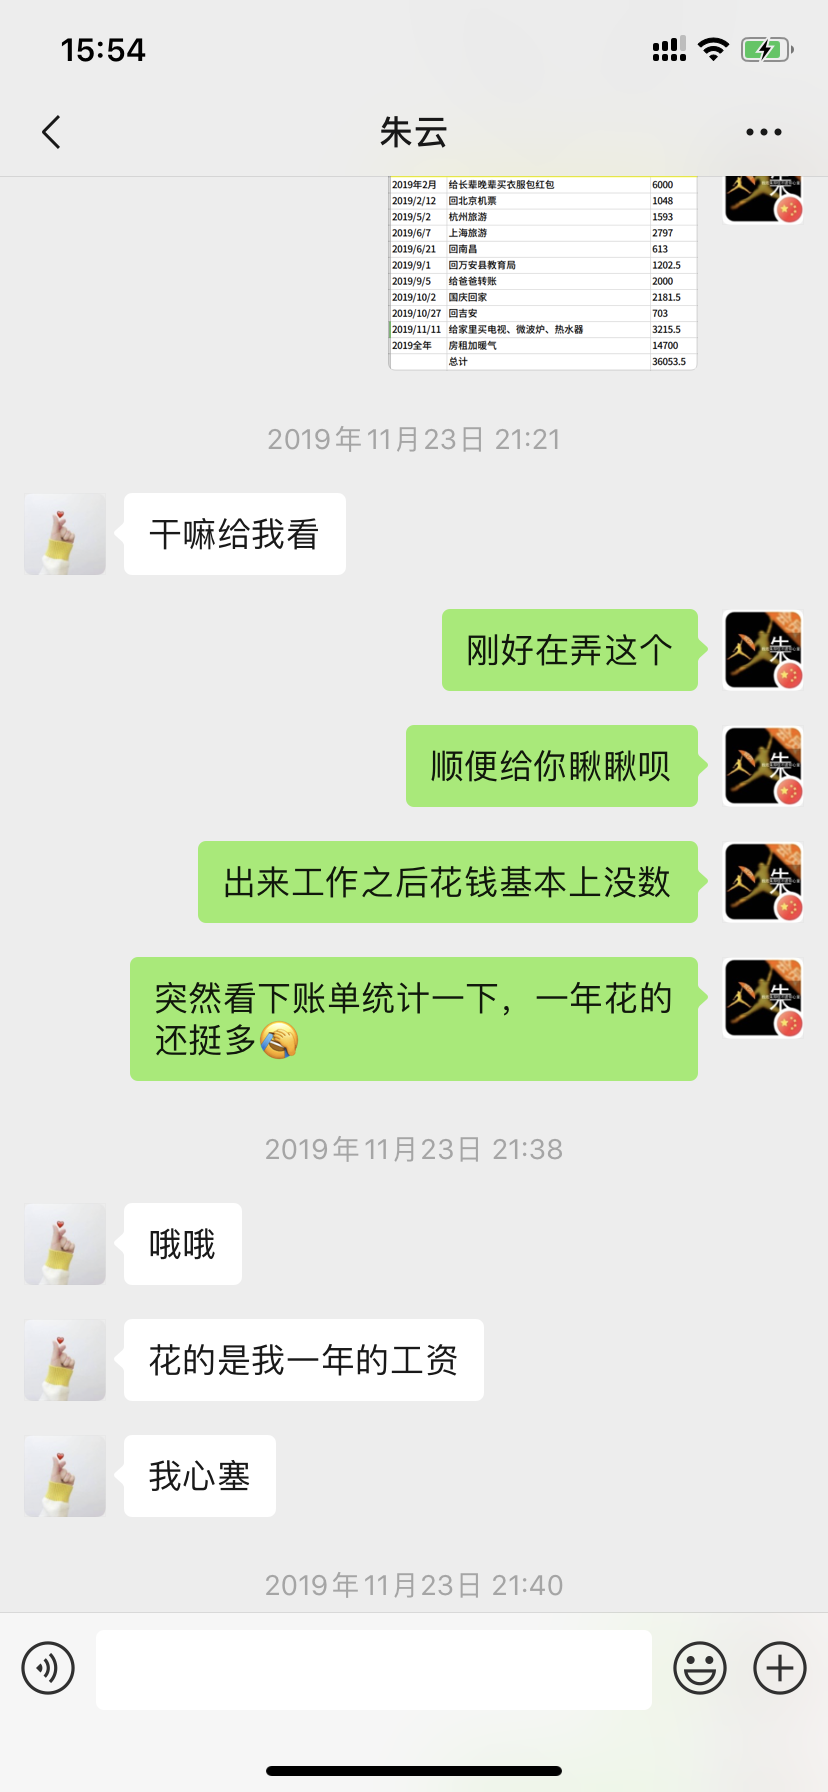 15:54
朱云
2019年2月 给长辈晚辈买衣服包红包 6000
2019/2/12 回北京机票 1048
2019/5/2 杭州旅游 1593
2019/6/7 上海旅游 2797
2019/6/21 回南昌 613
2019/9/1 回万安县教育局 1202.5
2019/9/5 给爸爸转账 2000
2019/10/2 国庆回家 2181.5
2019/10/27 回吉安 703
2019/11/11 给家里买电视、微波炉、热水器 3215.5
2019全年 房租加暖气 14700
总计 36053.5
2019年11月23日 21:21
干嘛给我看
刚好在弄这个
朱
顺便给你瞅瞅呗
朱
出来工作之后花钱基本上没数
朱
突然看下账单统计一下，一年花的
还挺多
朱
2019年11月23日 21:38
哦哦
花的是我一年的工资
我心塞
2019年11月23日 21:40